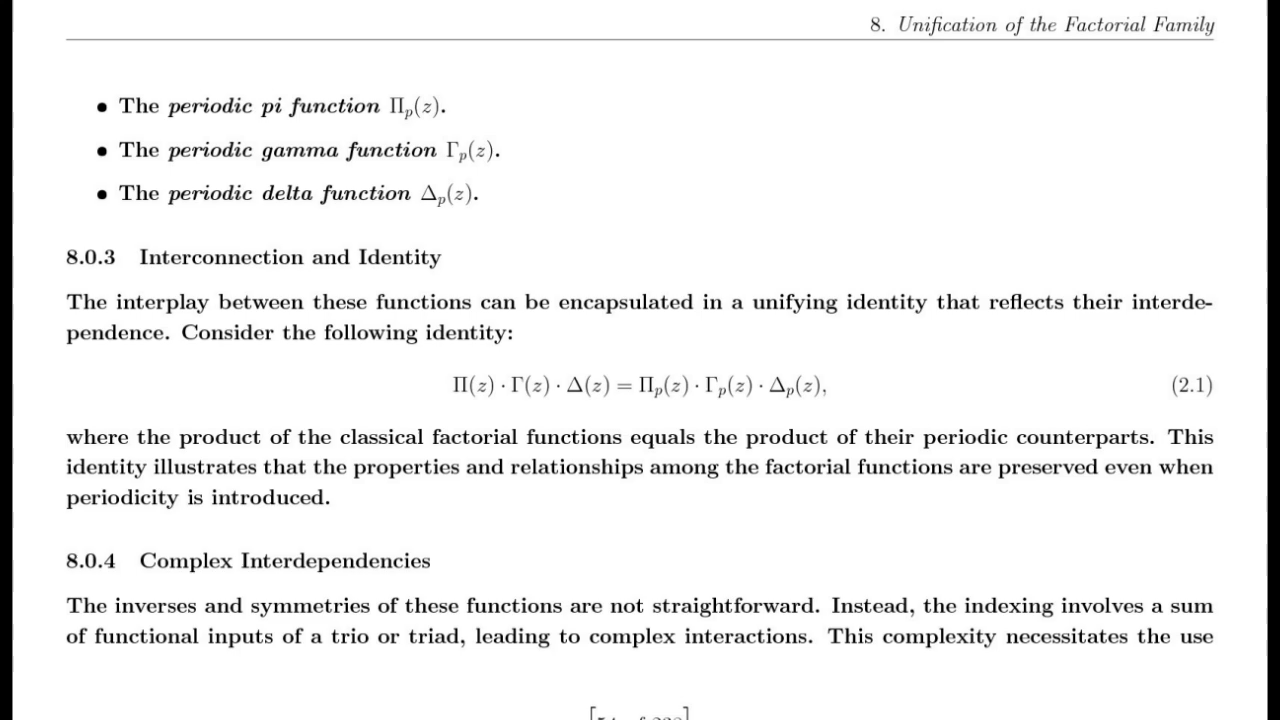 8. Unification of the Factorial Family
• The periodic pi function Πₚ(z).
• The periodic gamma function Γₚ(z).
• The periodic delta function Δₚ(z).
8.0.3 Interconnection and Identity
The interplay between these functions can be encapsulated in a unifying identity that reflects their interde-
pendence. Consider the following identity:
Π(z) · Γ(z) · Δ(z) = Πₚ(z) · Γₚ(z) · Δₚ(z), (2.1)
where the product of the classical factorial functions equals the product of their periodic counterparts. This
identity illustrates that the properties and relationships among the factorial functions are preserved even when
periodicity is introduced.
8.0.4 Complex Interdependencies
The inverses and symmetries of these functions are not straightforward. Instead, the indexing involves a sum
of functional inputs of a trio or triad, leading to complex interactions. This complexity necessitates the use